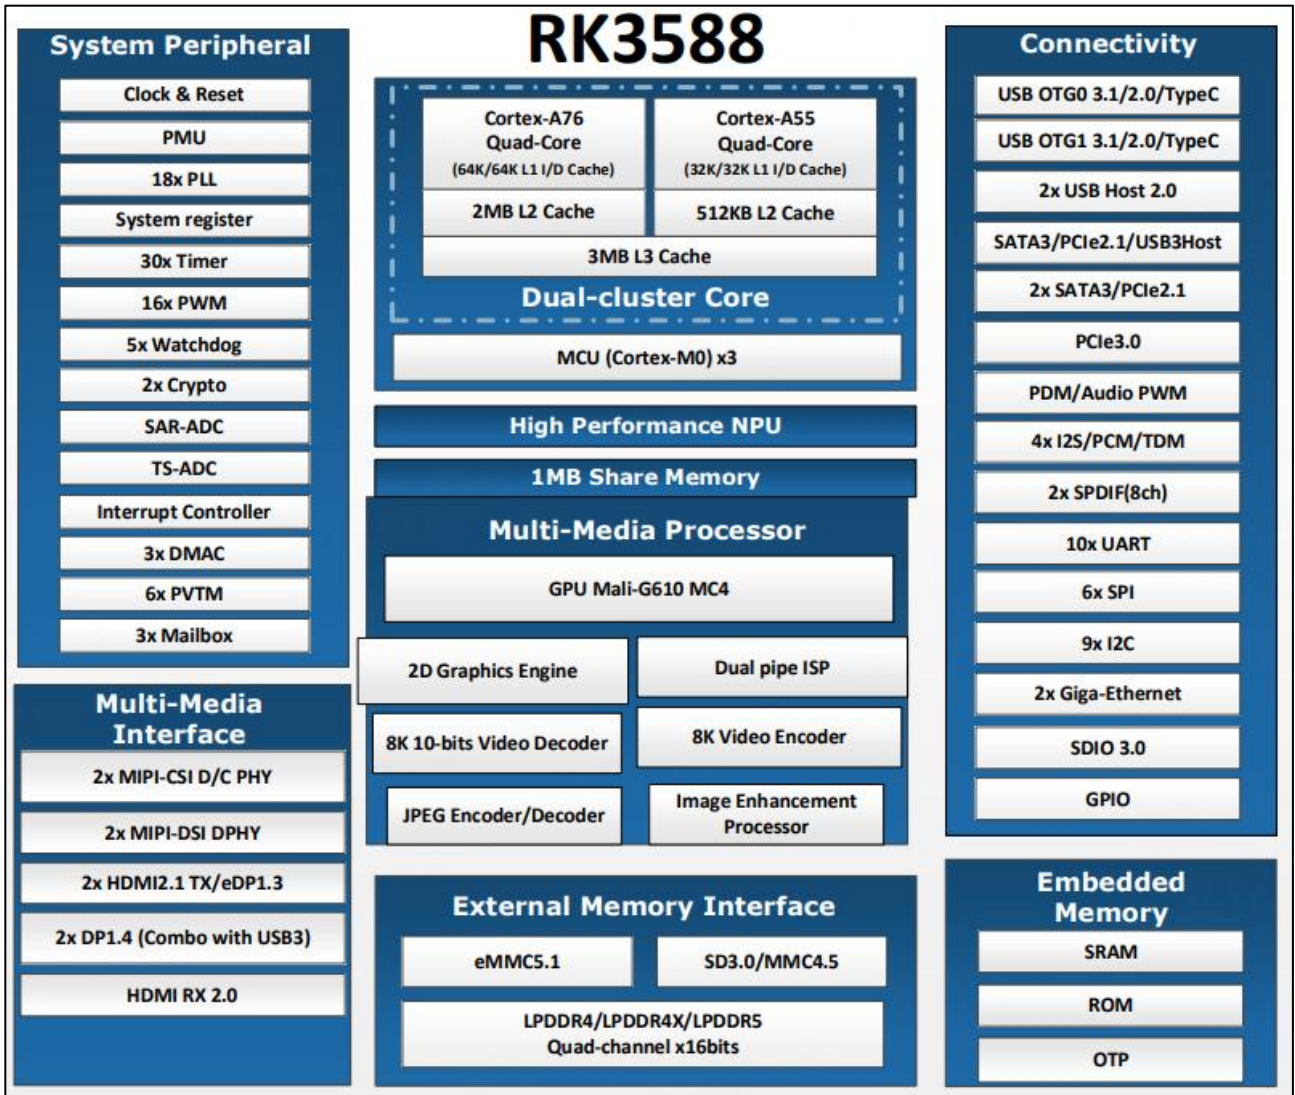 RK3588
System Peripheral
Clock & Reset
PMU
18x PLL
System register
30x Timer
16x PWM
5x Watchdog
2x Crypto
SAR-ADC
TS-ADC
Interrupt Controller
3x DMAC
6x PVTM
3x Mailbox
Multi-Media
Interface
2x MIPI-CSI D/C PHY
2x MIPI-DSI DPHY
2x HDMI2.1 TX/eDP1.3
2x DP1.4 (Combo with USB3)
HDMI RX 2.0
Cortex-A76
Quad-Core
(64K/64K L1 I/D Cache)
2MB L2 Cache
Cortex-A55
Quad-Core
(32K/32K L1 I/D Cache)
512KB L2 Cache
3MB L3 Cache
Dual-cluster Core
MCU (Cortex-M0) x3
High Performance NPU
1MB Share Memory
Multi-Media Processor
GPU Mali-G610 MC4
2D Graphics Engine
Dual pipe ISP
8K 10-bits Video Decoder
8K Video Encoder
JPEG Encoder/Decoder
Image Enhancement
Processor
External Memory Interface
eMMC5.1
SD3.0/MMC4.5
LPDDR4/LPDDR4X/LPDDR5
Quad-channel x16bits
Connectivity
USB OTG0 3.1/2.0/TypeC
USB OTG1 3.1/2.0/TypeC
2x USB Host 2.0
SATA3/PCIe2.1/USB3Host
2x SATA3/PCIe2.1
PCIe3.0
PDM/Audio PWM
4x I2S/PCM/TDM
2x SPDIF(8ch)
10x UART
6x SPI
9x I2C
2x Giga-Ethernet
SDIO 3.0
GPIO
Embedded
Memory
SRAM
ROM
OTP